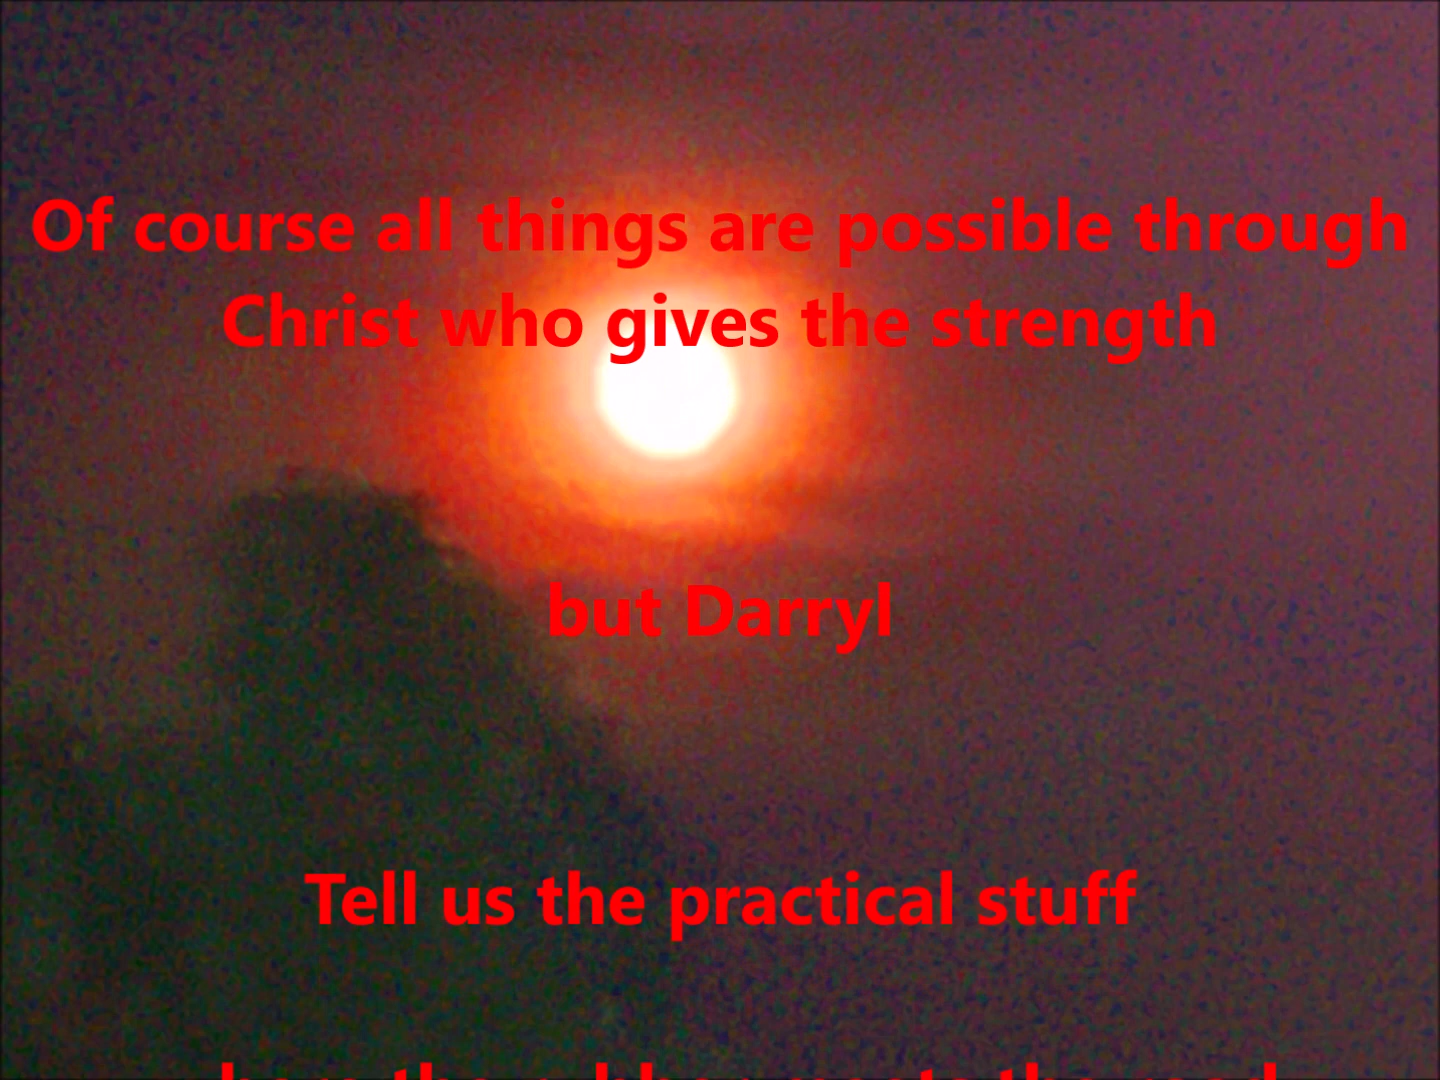 Of course all things are possible through
Christ who gives the strength
but Darryl
Tell us the practical stuff